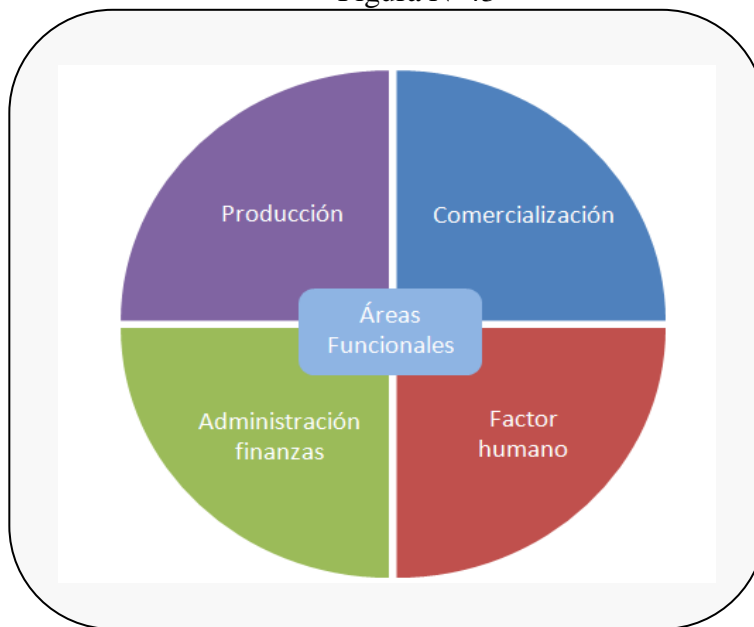 Producción
Comercialización
Áreas
Funcionales
Administración
finanzas
Factor
humano